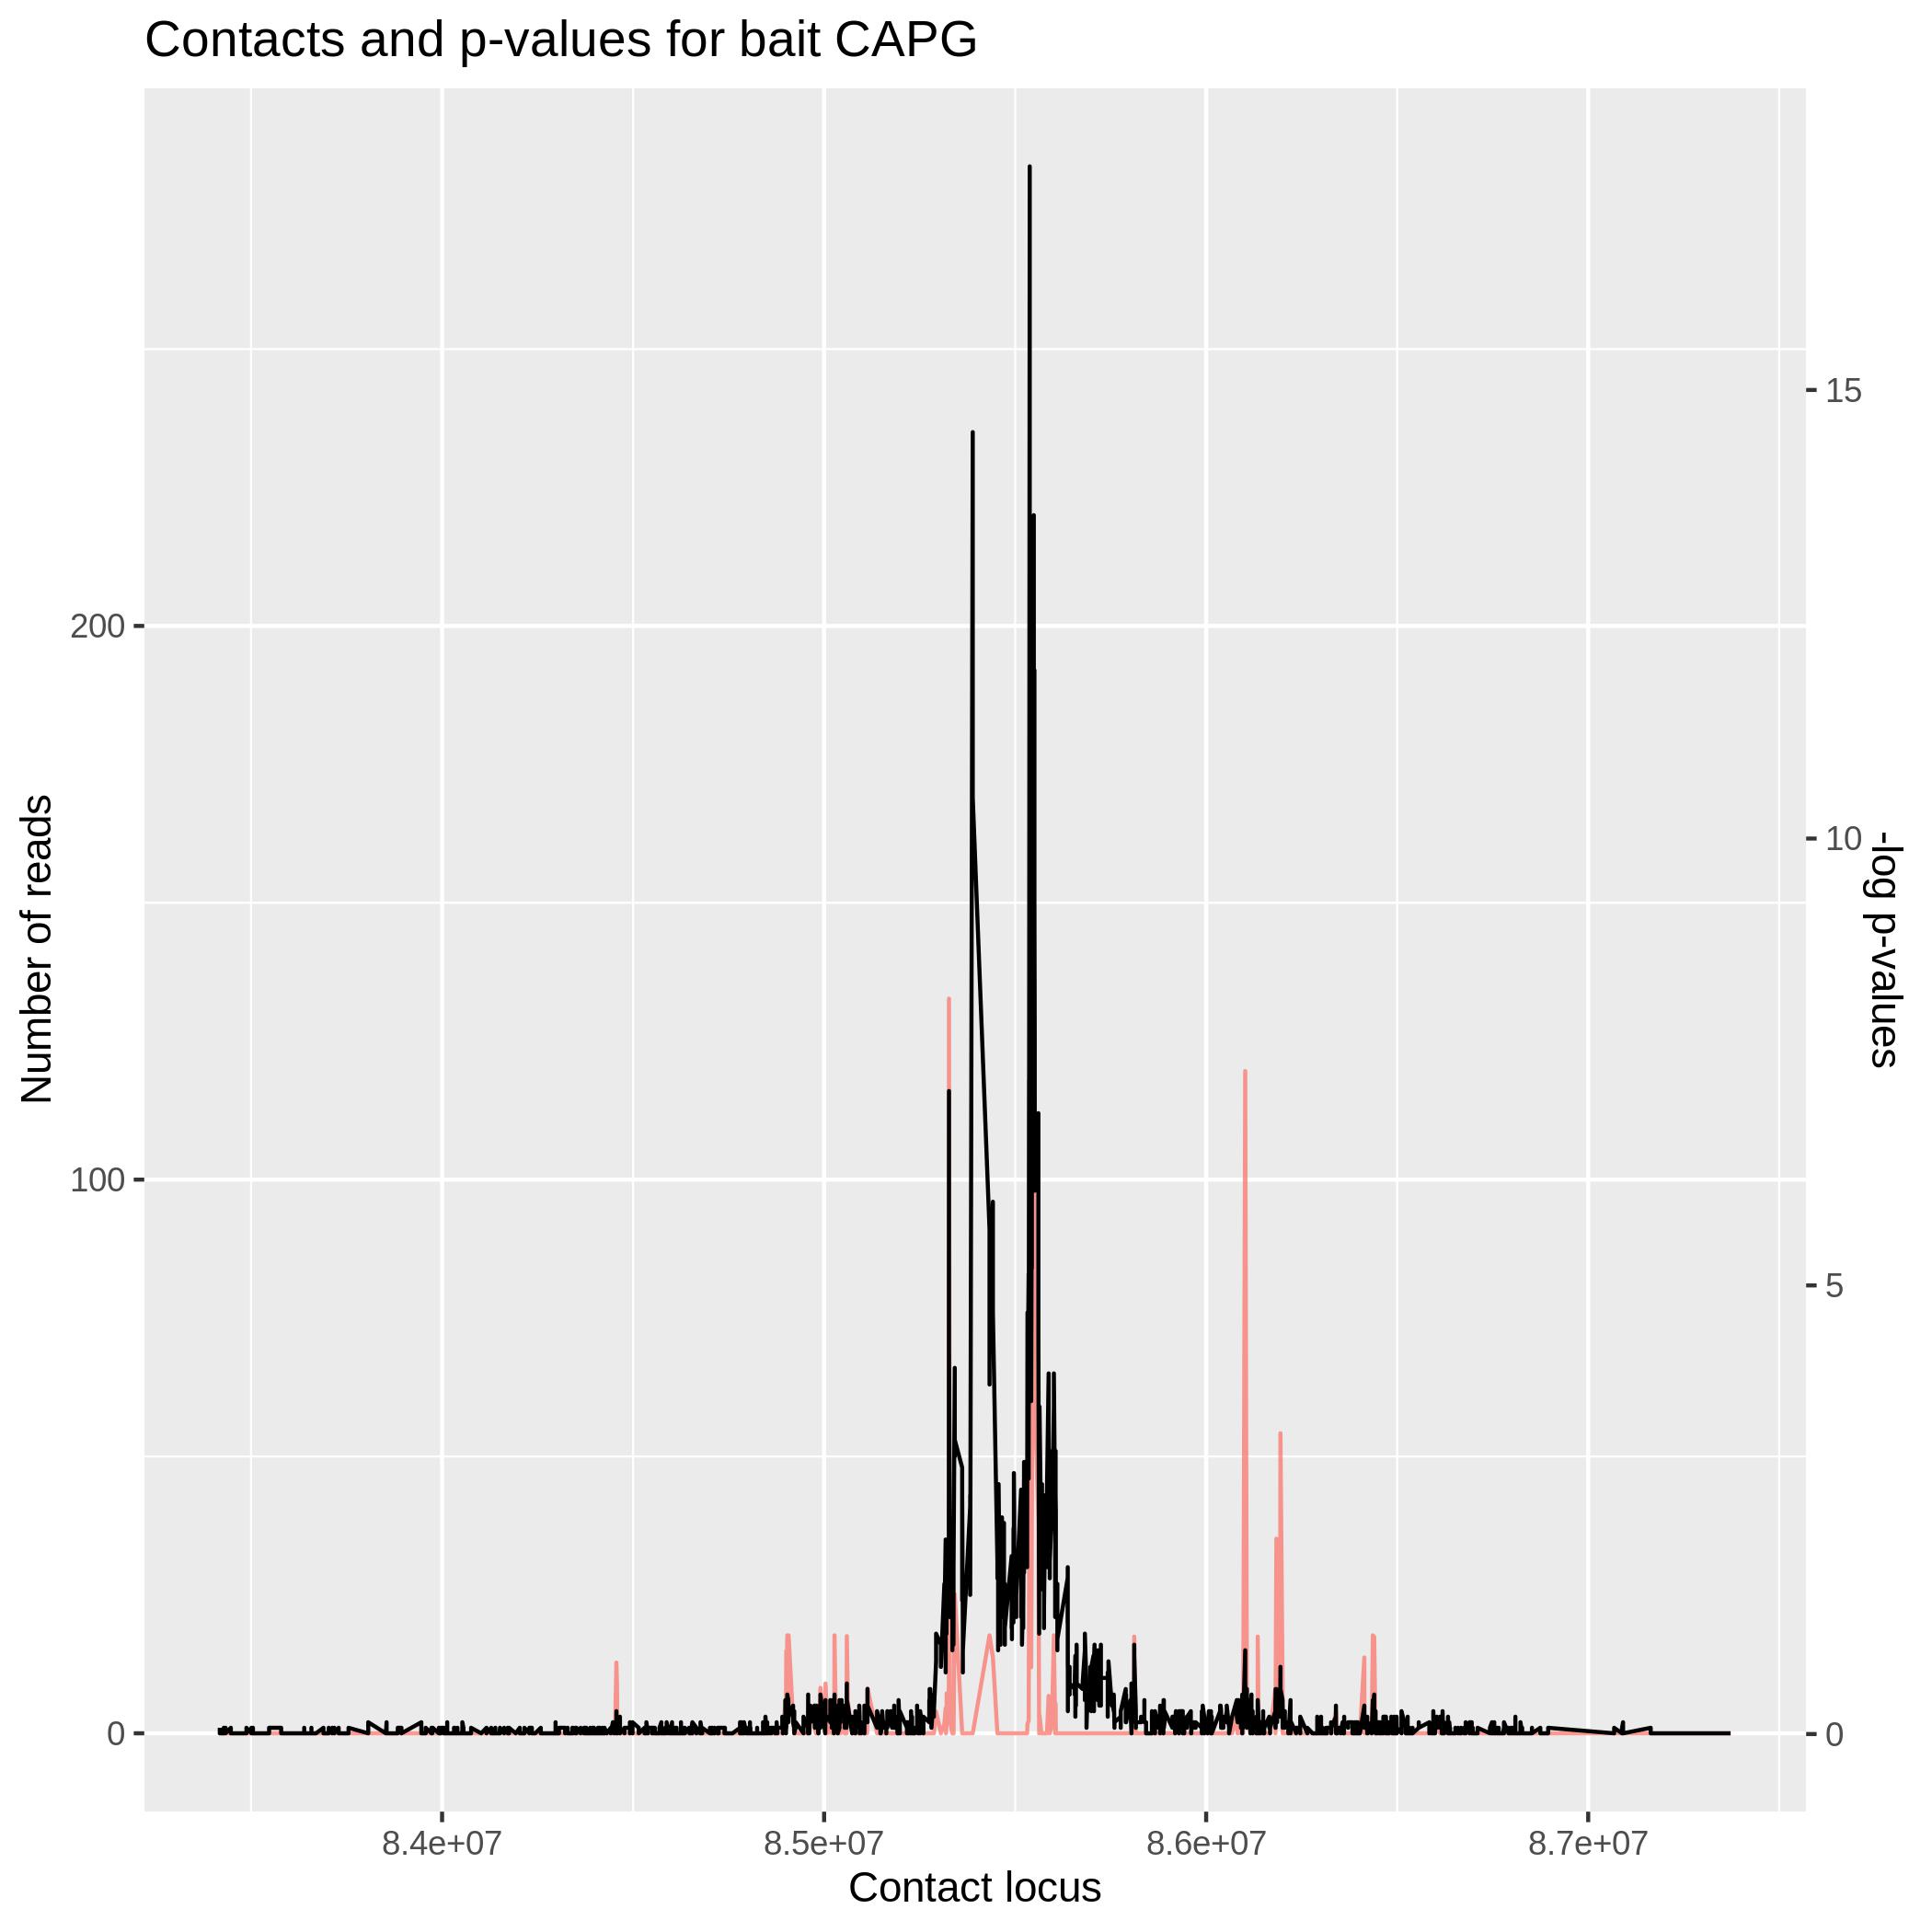 Contacts and p-values for bait CAPG
Number of reads
200
100
0
15
10
5
0
-log p-values
8.4e+07 8.5e+07 8.6e+07 8.7e+07
Contact locus